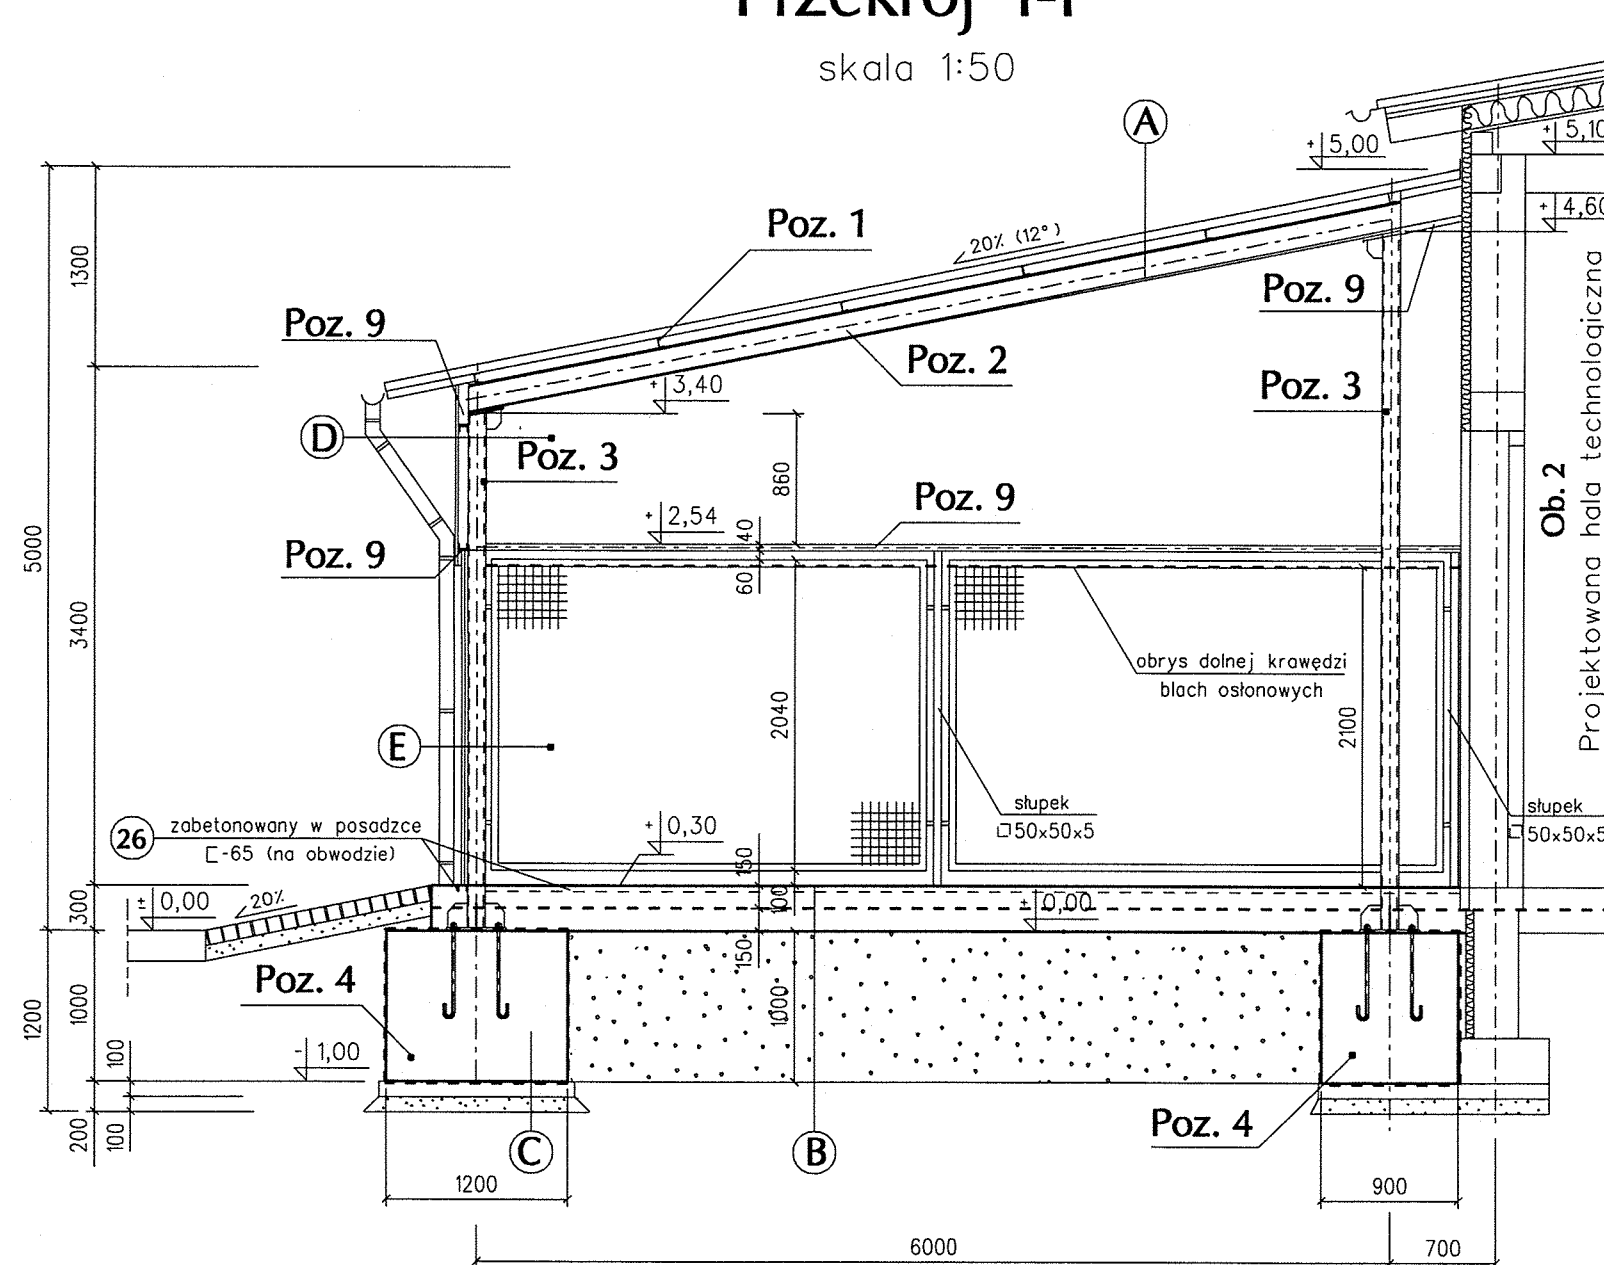 Przekrój 1-1
skala 1:50
A
+5,00
+5,10
+4,60
Poz. 1
20% (12°)
1300
Poz. 9
Poz. 9
Poz. 2
Poz. 3
+3,40
D
Poz. 3
860
Poz. 9
+2,54
40
60
Poz. 9
5000
3400
Ob. 2
Projektowana hala technologiczna
obrys dolnej krawędzi
blach osłonowych
2040
2100
E
słupek
50x50x5
słupek
50x50x5
26
zabetonowany w posadzce
[-65 (na obwodzie)
+0,30
150
100
±0,00
20%
300
±0,00
150
Poz. 4
1000
1000
1200
-1,00
100
200
100
C
B
Poz. 4
1200
900
6000
700